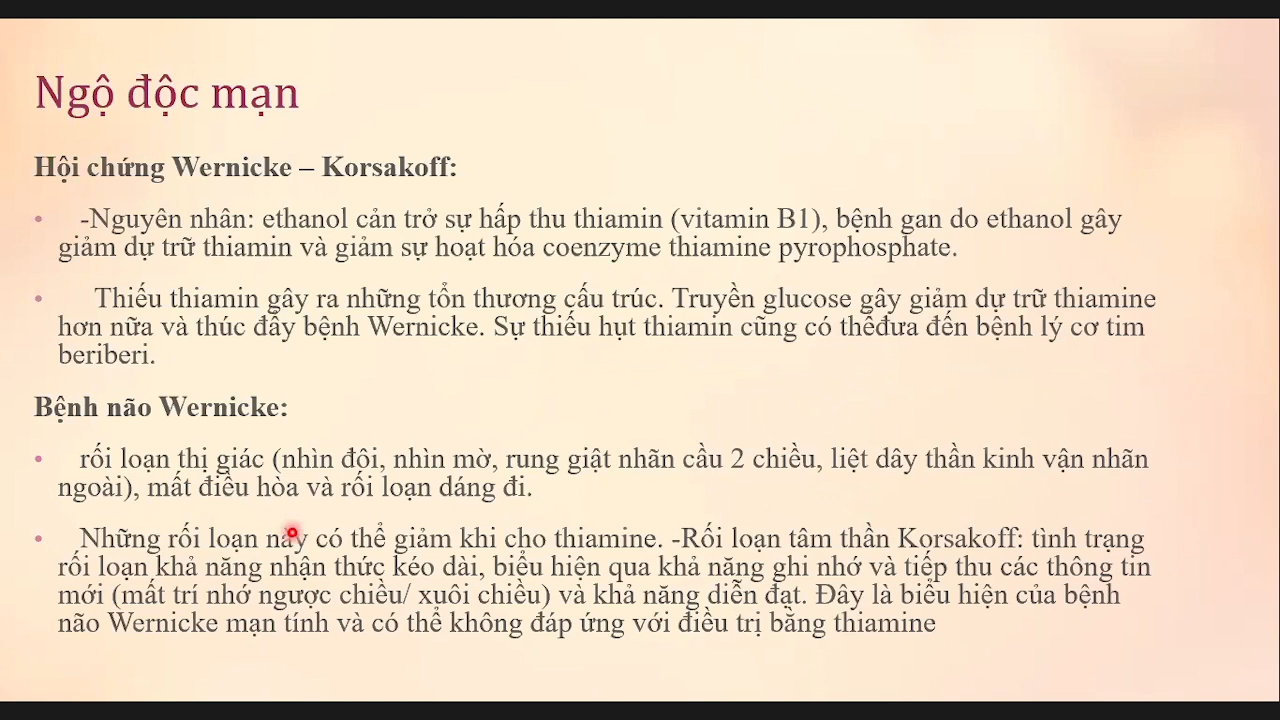 Ngộ độc mạn
Hội chứng Wernicke – Korsakoff:
• -Nguyên nhân: ethanol cản trở sự hấp thu thiamin (vitamin B1), bệnh gan do ethanol gây
giảm dự trữ thiamin và giảm sự hoạt hóa coenzyme thiamine pyrophosphate.
• Thiếu thiamin gây ra những tổn thương cấu trúc. Truyền glucose gây giảm dự trữ thiamine
hơn nữa và thúc đẩy bệnh Wernicke. Sự thiếu hụt thiamin cũng có thểđưa đến bệnh lý cơ tim
beriberi.
Bệnh não Wernicke:
• rối loạn thị giác (nhìn đôi, nhìn mờ, rung giật nhãn cầu 2 chiều, liệt dây thần kinh vận nhãn
ngoài), mất điều hòa và rối loạn dáng đi.
• Những rối loạn này có thể giảm khi cho thiamine. -Rối loạn tâm thần Korsakoff: tình trạng
rối loạn khả năng nhận thức kéo dài, biểu hiện qua khả năng ghi nhớ và tiếp thu các thông tin
mới (mất trí nhớ ngược chiều/ xuôi chiều) và khả năng diễn đạt. Đây là biểu hiện của bệnh
não Wernicke mạn tính và có thể không đáp ứng với điều trị bằng thiamine